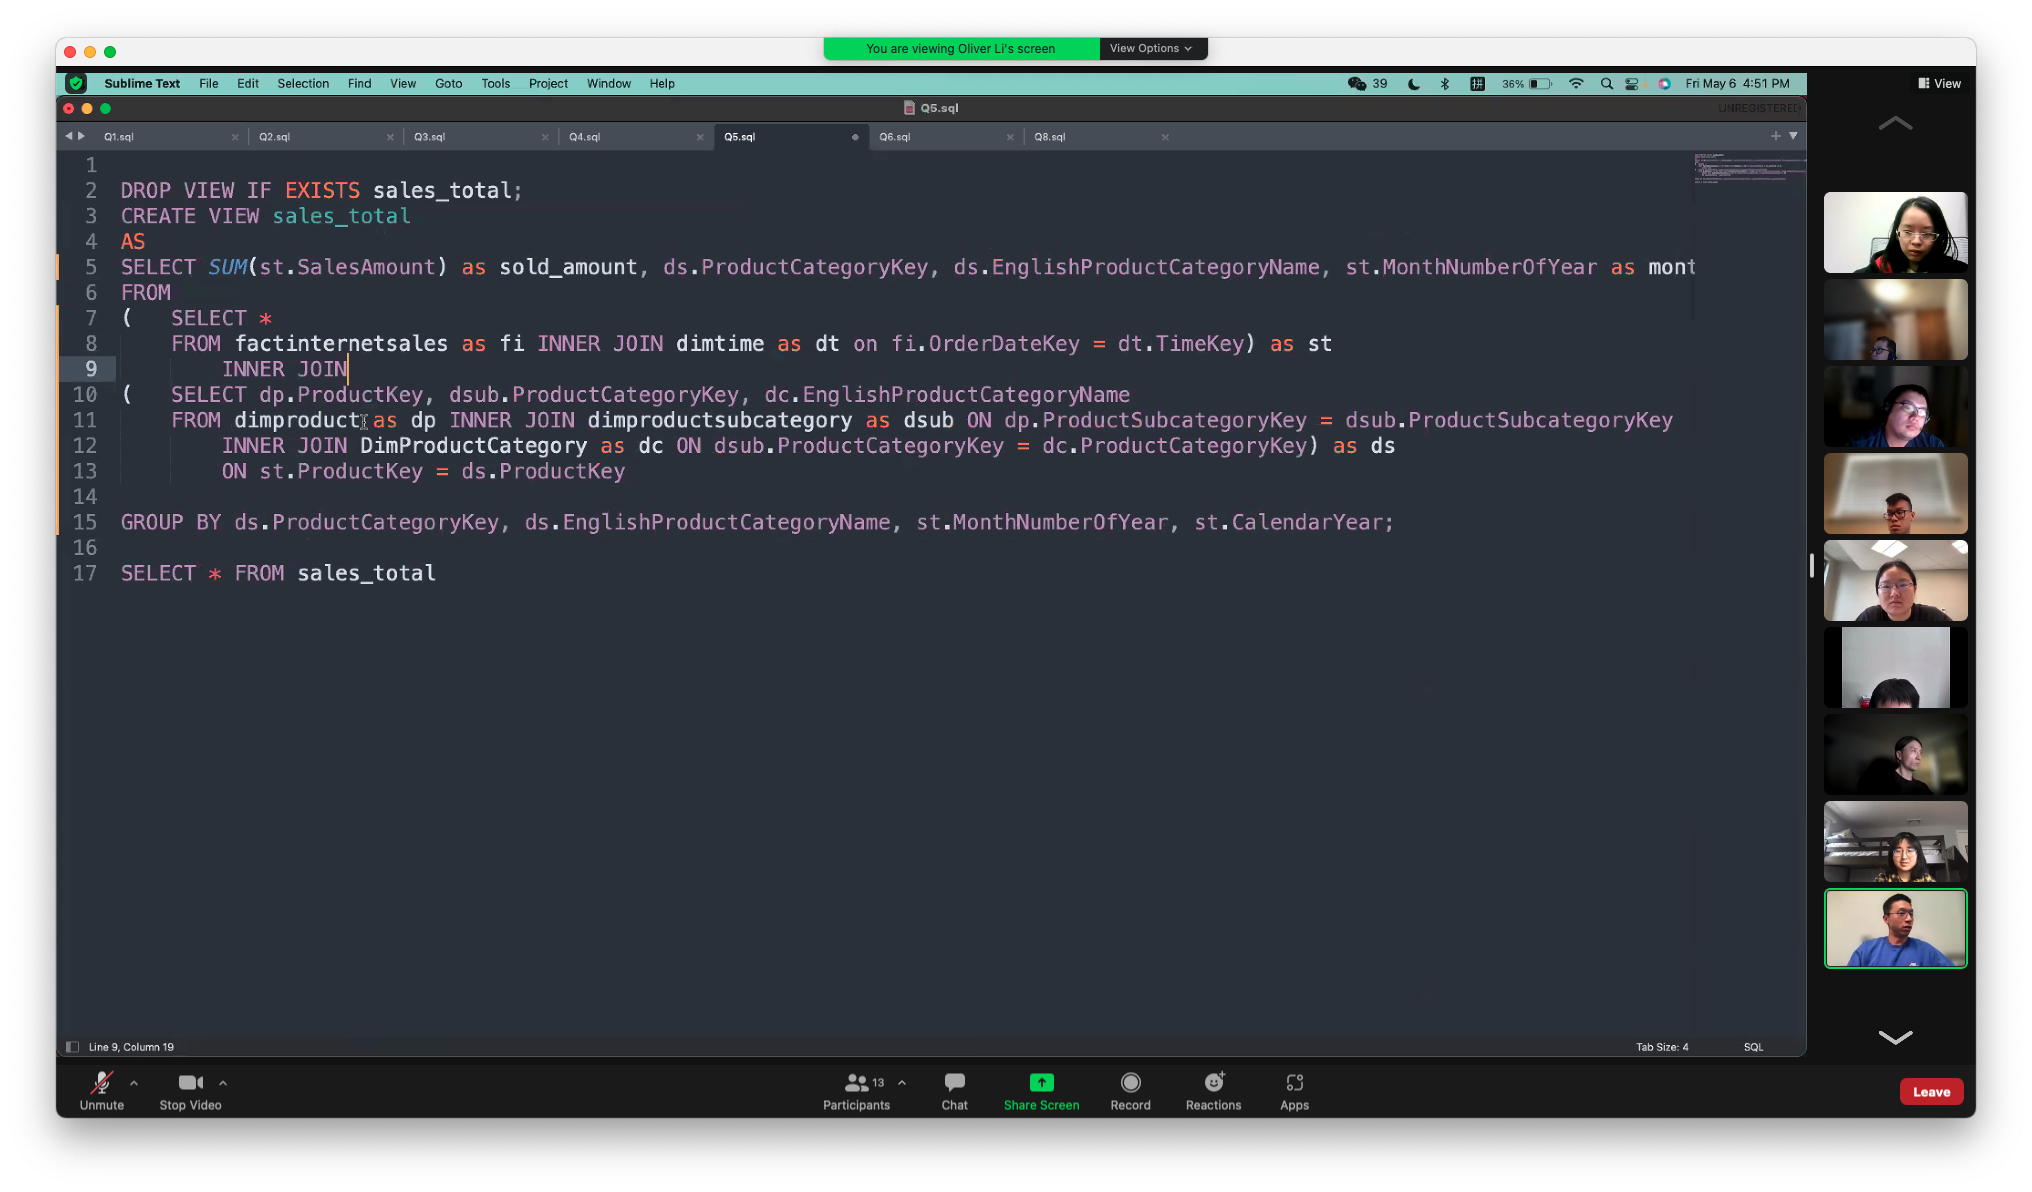 You are viewing Oliver Li's screen View Options
Sublime Text File Edit Selection Find View Goto Tools Project Window Help 39 拼 36% Fri May 6 4:51 PM View
Q5.sql UNREGISTERED
Q1.sql Q2.sql Q3.sql Q4.sql Q5.sql Q6.sql Q8.sql
1
2 DROP VIEW IF EXISTS sales_total;
3 CREATE VIEW sales_total
4 AS
5 SELECT SUM(st.SalesAmount) as sold_amount, ds.ProductCategoryKey, ds.EnglishProductCategoryName, st.MonthNumberOfYear as mont
6 FROM
7 ( SELECT *
8 FROM factinternetsales as fi INNER JOIN dimtime as dt on fi.OrderDateKey = dt.TimeKey) as st
9 INNER JOIN
10 ( SELECT dp.ProductKey, dsub.ProductCategoryKey, dc.EnglishProductCategoryName
11 FROM dimproduct as dp INNER JOIN dimproductsubcategory as dsub ON dp.ProductSubcategoryKey = dsub.ProductSubcategoryKey
12 INNER JOIN DimProductCategory as dc ON dsub.ProductCategoryKey = dc.ProductCategoryKey) as ds
13 ON st.ProductKey = ds.ProductKey
14
15 GROUP BY ds.ProductCategoryKey, ds.EnglishProductCategoryName, st.MonthNumberOfYear, st.CalendarYear;
16
17 SELECT * FROM sales_total
Line 9, Column 19 Tab Size: 4 SQL
13
Unmute Stop Video Participants Chat Share Screen Record Reactions Apps Leave